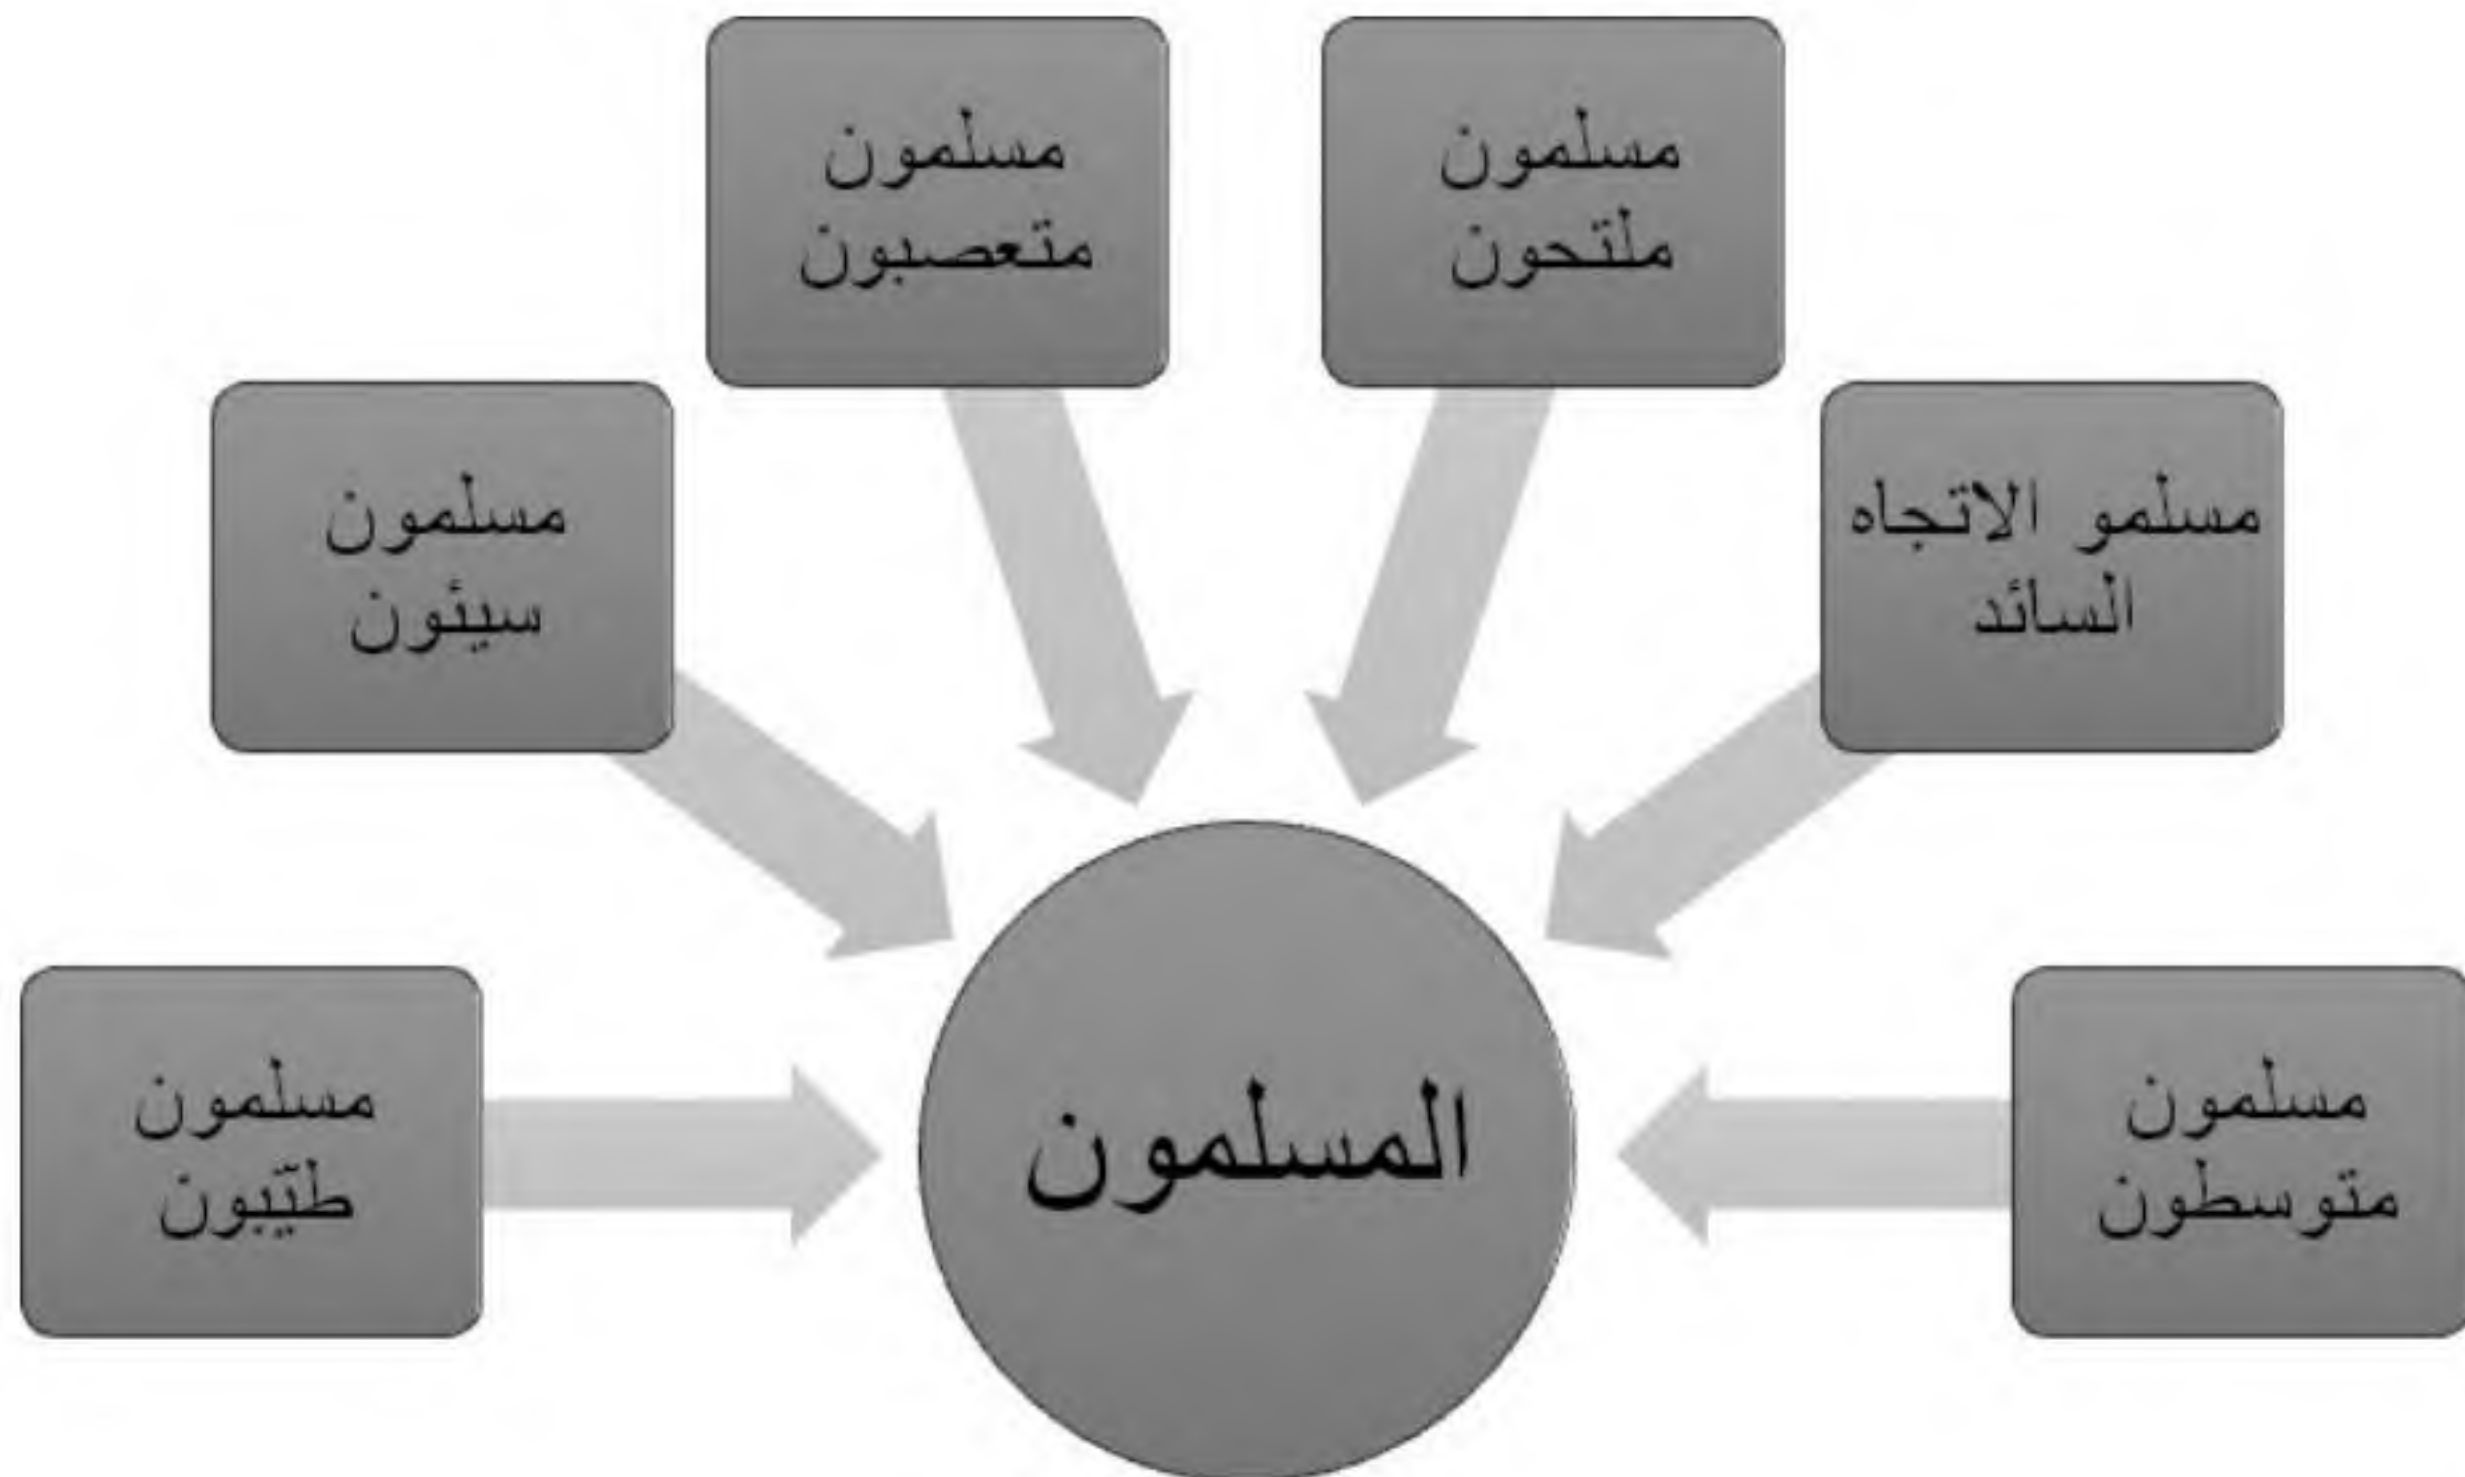 مسلمون
متعصبون
مسلمون
ملتحون
مسلمون
سيئون
مسلمو الاتجاه
السائد
مسلمون
طيّبون
المسلمون
مسلمون
متوسطون